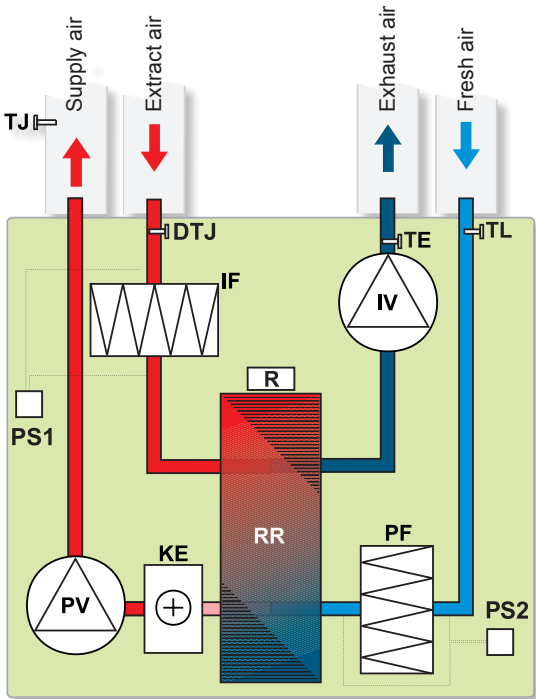 Supply air
Extract air
Exhaust air
Fresh air
TJ
DTJ
TE
TL
IF
IV
R
PS1
RR
KE
PF
PV
PS2